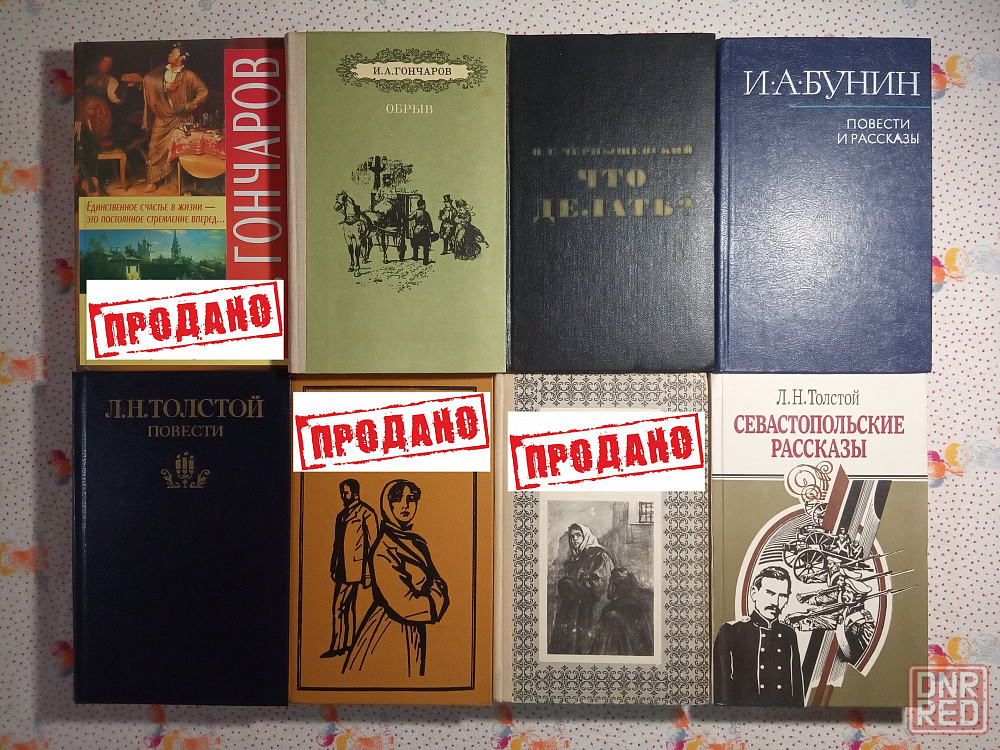 ГОНЧАРОВ
Единственное счастье в жизни —
это постоянное стремление вперед...
ПРОДАНО
И.А.ГОНЧАРОВ
ОБРЫВ
Н.Г.ЧЕРНЫШЕВСКИЙ
ЧТО
ДЕЛАТЬ?
И·А·БУНИН
ПОВЕСТИ
И РАССКАЗЫ
Л.Н.ТОЛСТОЙ
ПОВЕСТИ
ПРОДАНО
ПРОДАНО
Л.Н.Толстой
СЕВАСТОПОЛЬСКИЕ
РАССКАЗЫ
DNR
RED